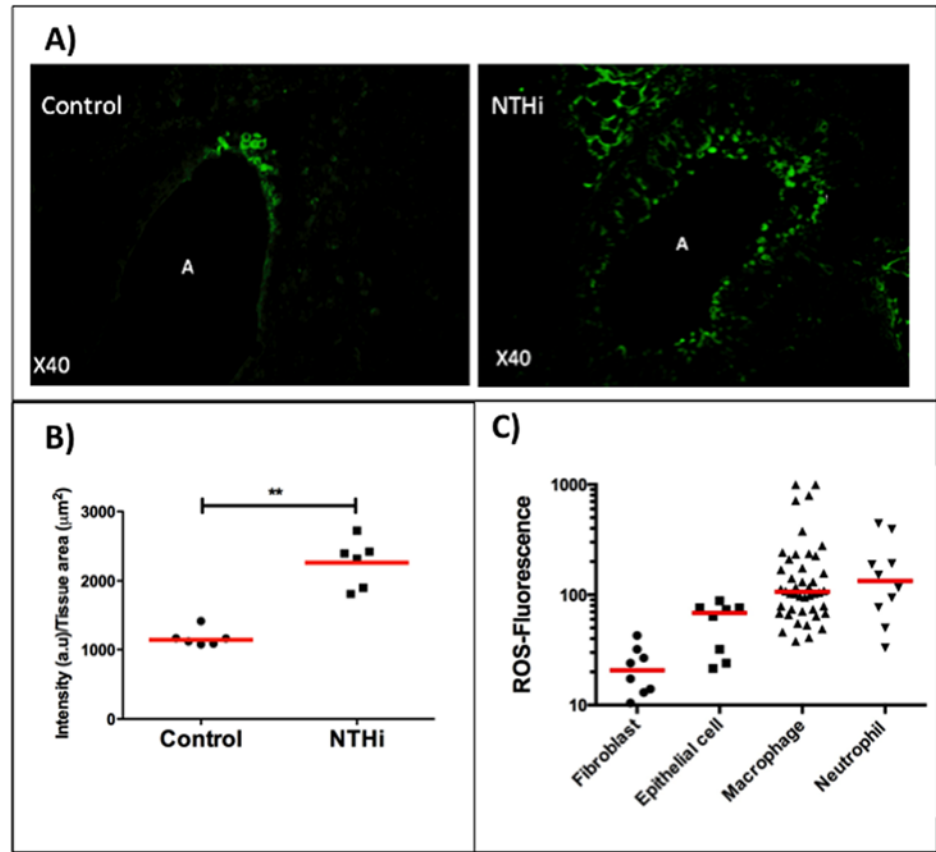 A)
Control
NTHi
A
A
X40
X40
B)
**
Intensity (a.u)/Tissue area (µm²)
3000
2000
1000
0
Control
NTHi
C)
ROS-Fluorescence
1000
100
10
Fibroblast
Epithelial cell
Macrophage
Neutrophil